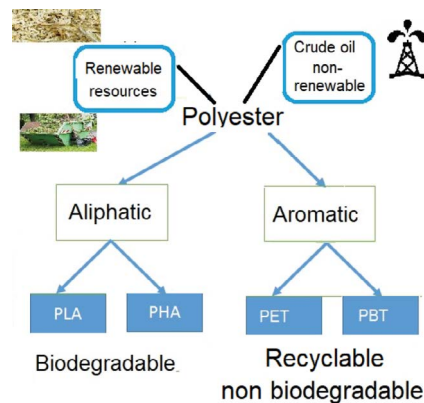 Renewable
resources
Crude oil
non-
renewable
Polyester
Aliphatic
Aromatic
PLA
PHA
PET
PBT
Biodegradable.
Recyclable
non biodegradable